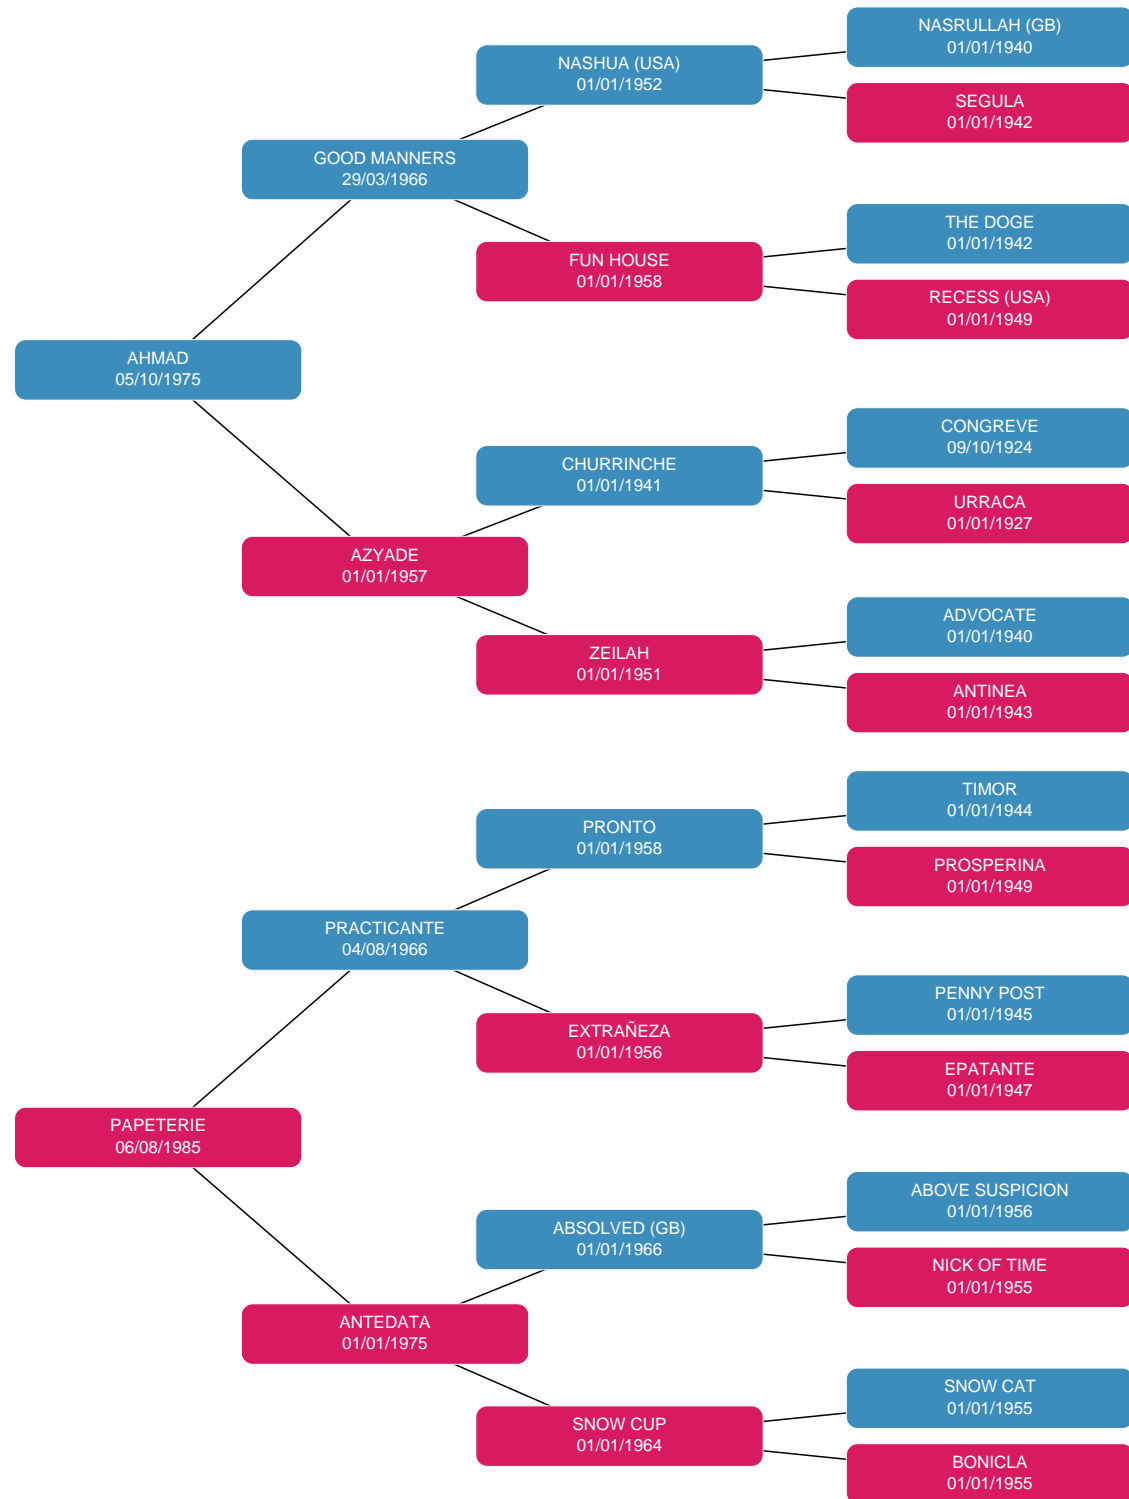 NASRULLAH (GB)
01/01/1940
NASHUA (USA)
01/01/1952
SEGULA
01/01/1942
GOOD MANNERS
29/03/1966
THE DOGE
01/01/1942
FUN HOUSE
01/01/1958
RECESS (USA)
01/01/1949
AHMAD
05/10/1975
CONGREVE
09/10/1924
CHURRINCHE
01/01/1941
URRACA
01/01/1927
AZYADE
01/01/1957
ADVOCATE
01/01/1940
ZEILAH
01/01/1951
ANTINEA
01/01/1943
TIMOR
01/01/1944
PRONTO
01/01/1958
PROSPERINA
01/01/1949
PRACTICANTE
04/08/1966
PENNY POST
01/01/1945
EXTRAÑEZA
01/01/1956
EPATANTE
01/01/1947
PAPETERIE
06/08/1985
ABOVE SUSPICION
01/01/1956
ABSOLVED (GB)
01/01/1966
NICK OF TIME
01/01/1955
ANTEDATA
01/01/1975
SNOW CAT
01/01/1955
SNOW CUP
01/01/1964
BONICLA
01/01/1955